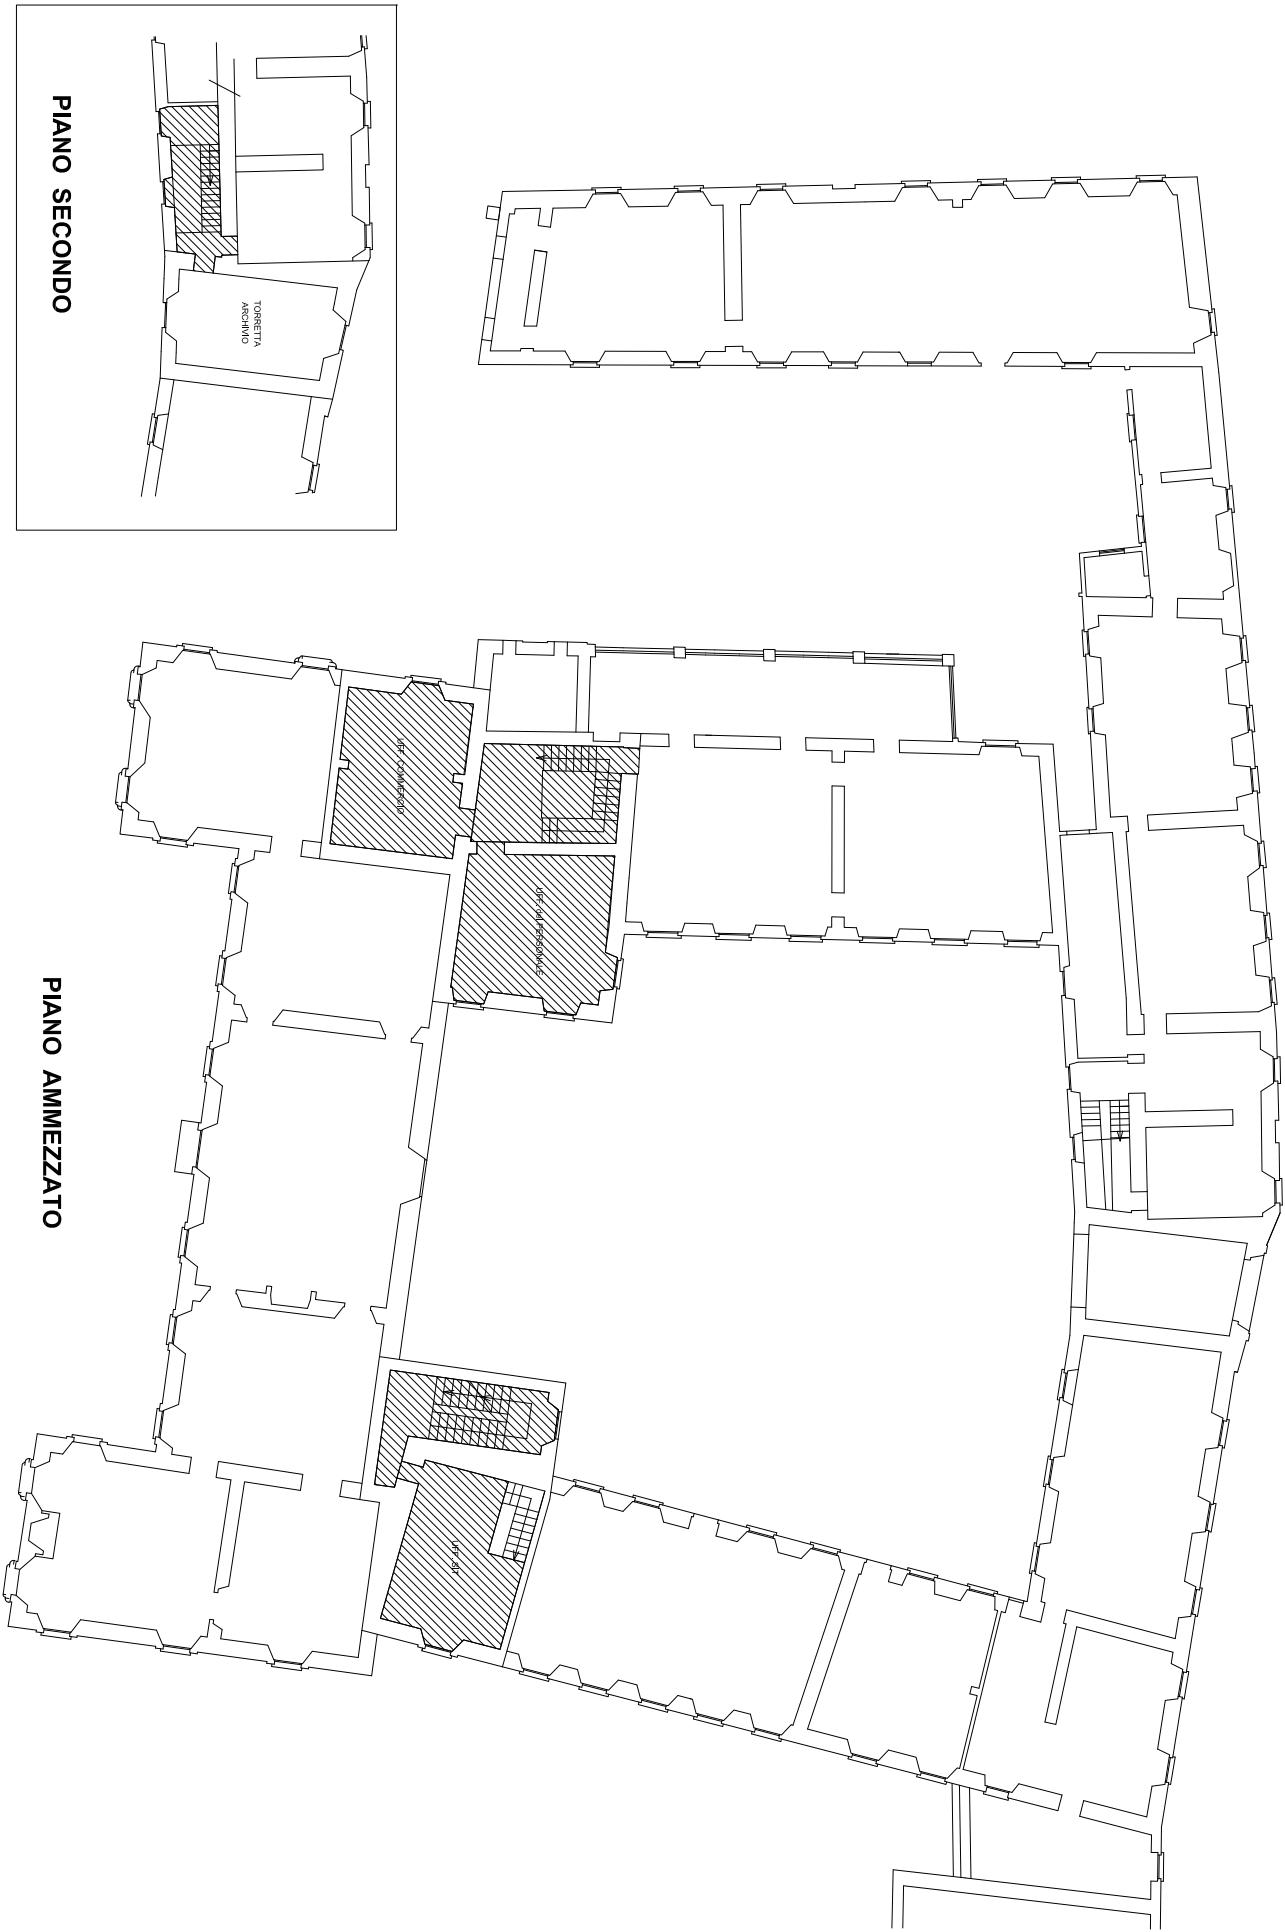 PIANO SECONDO
TORRETTA
ARCHIVIO
UFF. COMMERCIO
UFF. del PERSONALE
PIANO AMMEZZATO
UFF. SIT